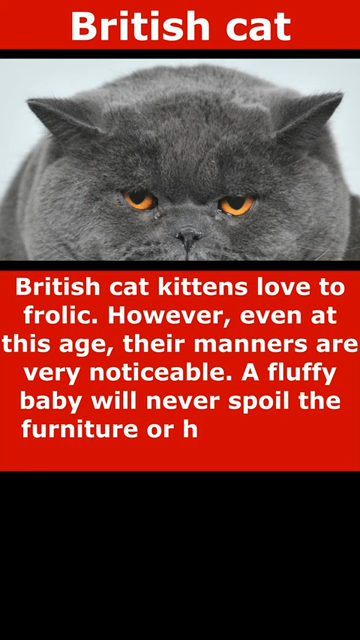 British cat
British cat kittens love to
frolic. However, even at
this age, their manners are
very noticeable. A fluffy
baby will never spoil the
furniture or h